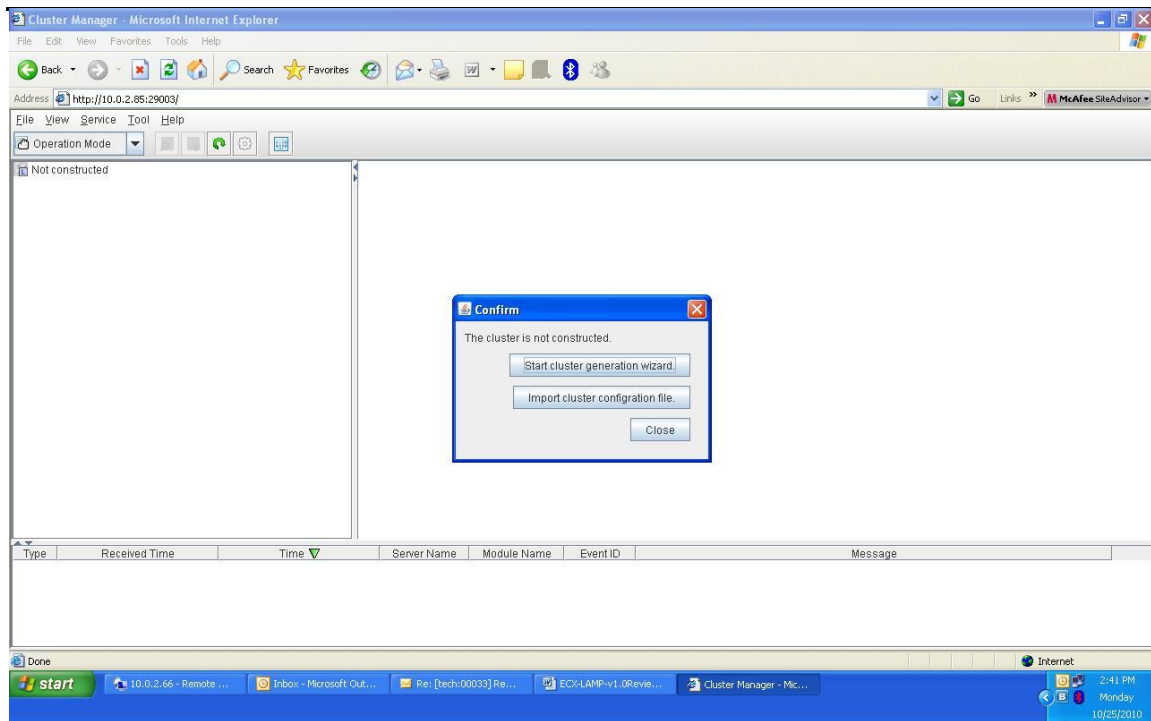 Cluster Manager - Microsoft Internet Explorer
File Edit View Favorites Tools Help
Back Search Favorites
Address http://10.0.2.85:29003/ Go Links » McAfee SiteAdvisor
File View Service Tool Help
Operation Mode
Not constructed
Confirm
The cluster is not constructed.
Start cluster generation wizard.
Import cluster configration file.
Close
Type Received Time Time Server Name Module Name Event ID Message
Done Internet
start 10.0.2.66 - Remote ... Inbox - Microsoft Out... Re: [tech:00033] Re... ECX-LAMP-v1.0Revie... Cluster Manager - Mic... 2:41 PM
Monday
10/25/2010